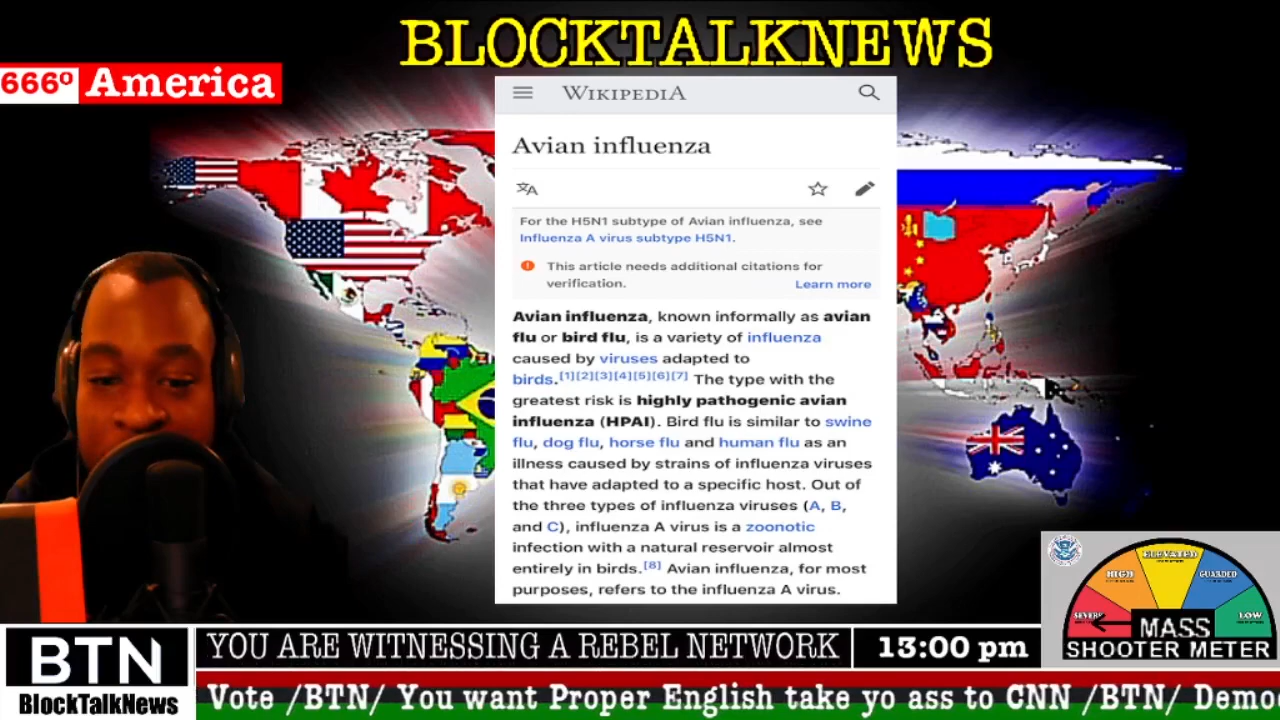 BLOCKTALKNEWS
666º America
WIKIPEDIA
Avian influenza
For the H5N1 subtype of Avian influenza, see
Influenza A virus subtype H5N1.
This article needs additional citations for
verification.
Learn more
Avian influenza, known informally as avian
flu or bird flu, is a variety of influenza
caused by viruses adapted to
birds.[1][2][3][4][5][6][7] The type with the
greatest risk is highly pathogenic avian
influenza (HPAI). Bird flu is similar to swine
flu, dog flu, horse flu and human flu as an
illness caused by strains of influenza viruses
that have adapted to a specific host. Out of
the three types of influenza viruses (A, B,
and C), influenza A virus is a zoonotic
infection with a natural reservoir almost
entirely in birds.[8] Avian influenza, for most
purposes, refers to the influenza A virus.
SEVERE
HIGH
ELEVATED
GUARDED
LOW
MASS
SHOOTER METER
BTN
BlockTalkNews
YOU ARE WITNESSING A REBEL NETWORK
13:00 pm
Vote /BTN/ You want Proper English take yo ass to CNN /BTN/ Demo